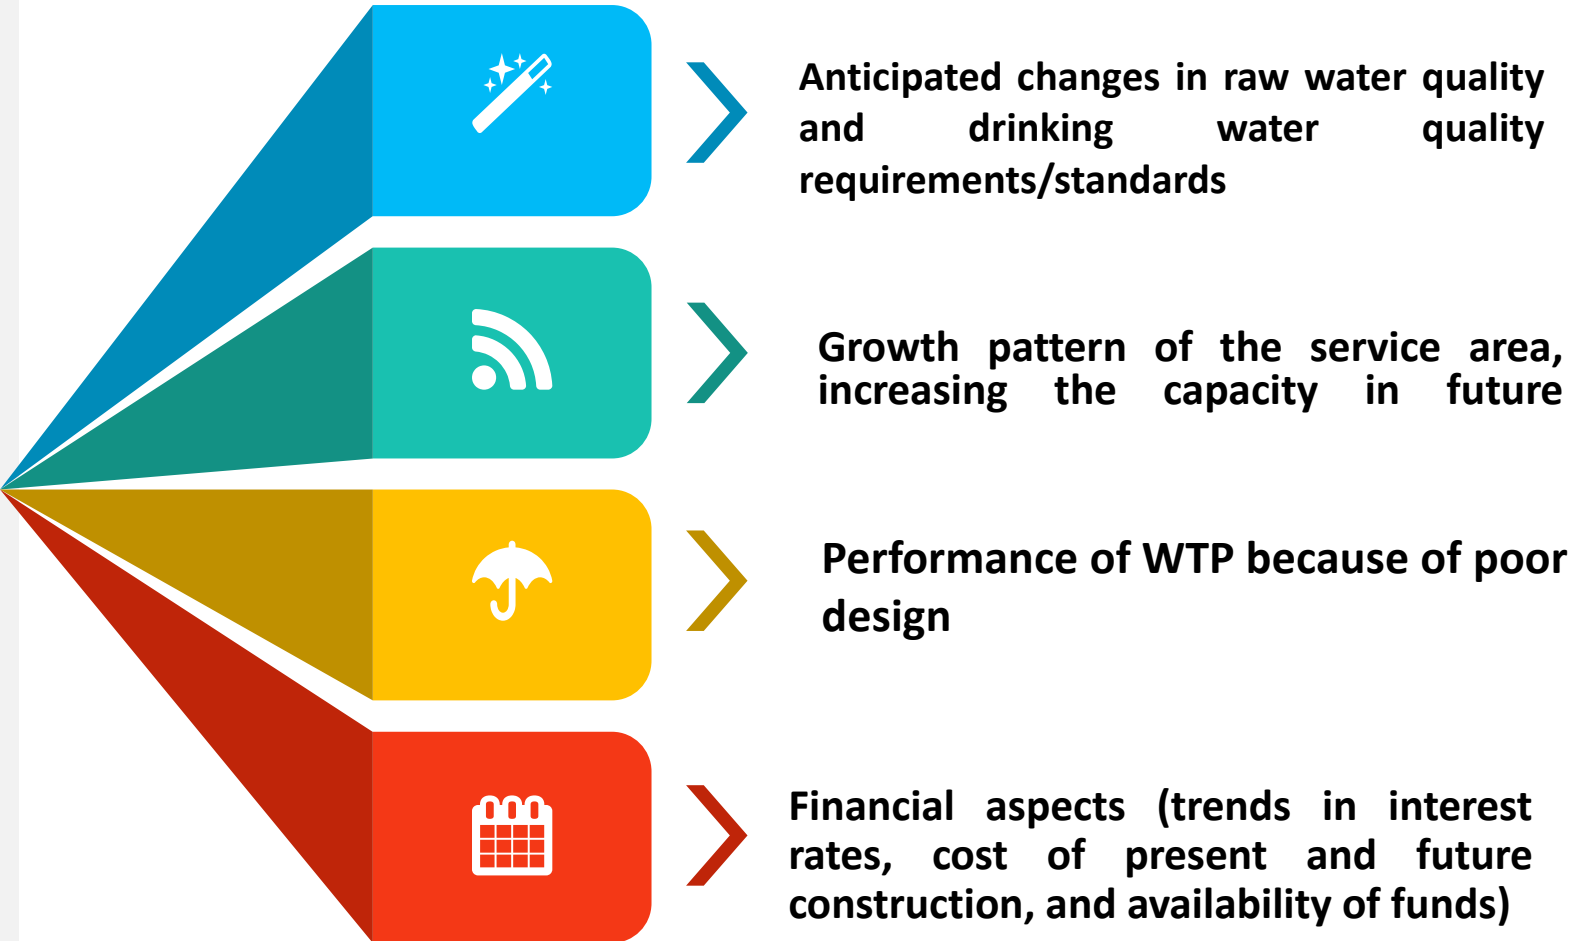 Anticipated changes in raw water quality
and drinking water quality
requirements/standards
Growth pattern of the service area,
increasing the capacity in future
Performance of WTP because of poor
design
Financial aspects (trends in interest
rates, cost of present and future
construction, and availability of funds)